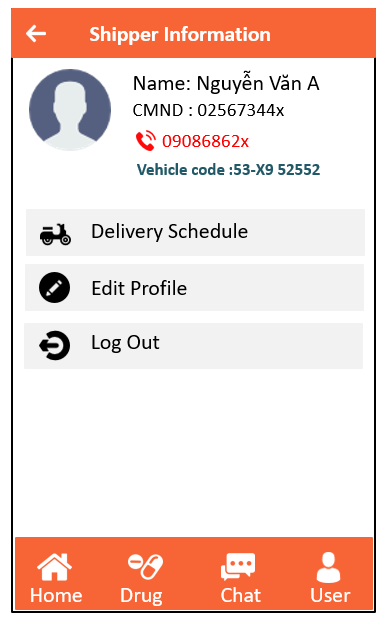 Shipper Information
Name: Nguyễn Văn A
CMND : 02567344x
09086862x
Vehicle code :53-X9 52552
Delivery Schedule
Edit Profile
Log Out
Home Drug Chat User